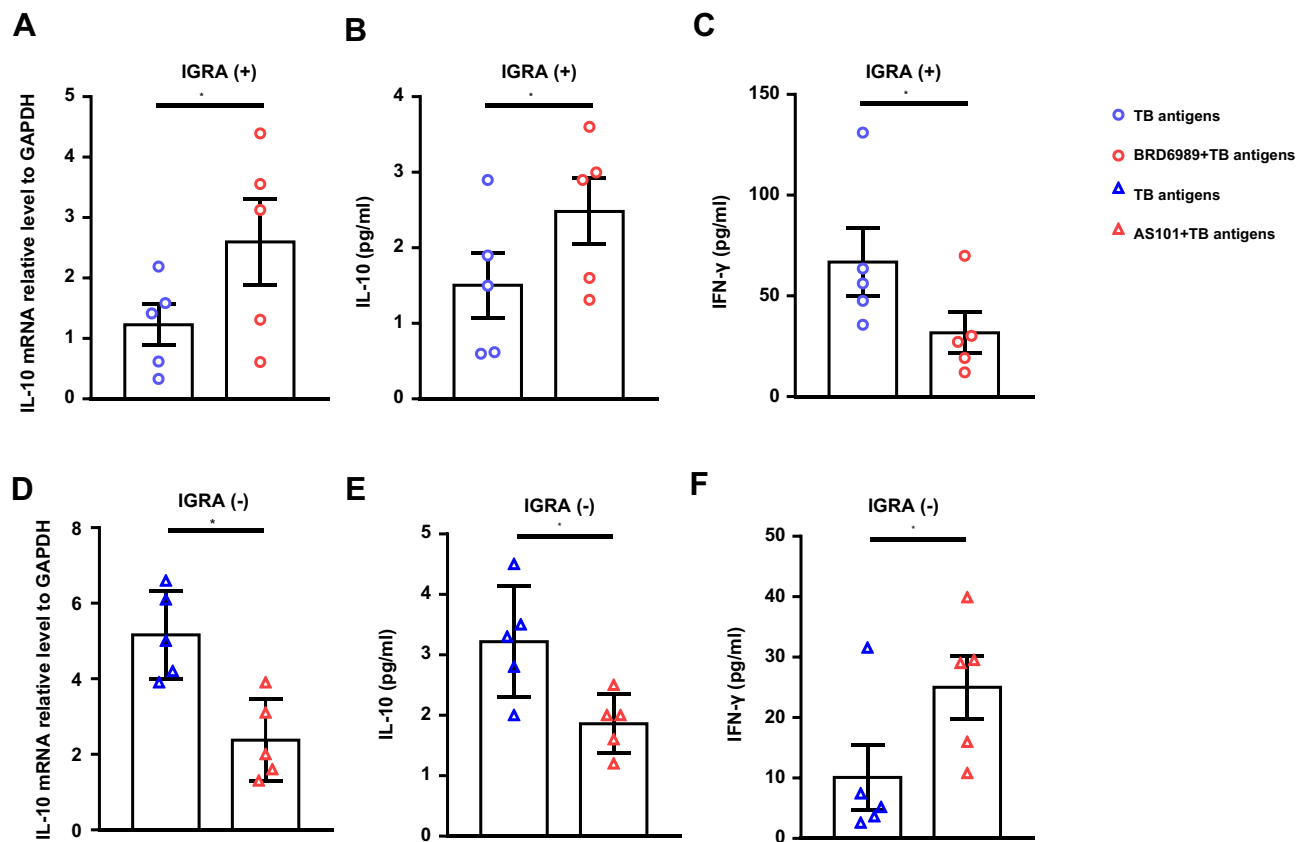 A
IGRA (+)
*
IL-10 mRNA relative level to GAPDH
5
4
3
2
1
0
B
IGRA (+)
*
IL-10 (pg/ml)
4
3
2
1
0
C
IGRA (+)
*
IFN-γ (pg/ml)
150
100
50
0
TB antigens
BRD6989+TB antigens
TB antigens
AS101+TB antigens
D
IGRA (-)
*
IL-10 mRNA relative level to GAPDH
8
6
4
2
0
E
IGRA (-)
*
IL-10 (pg/ml)
5
4
3
2
1
0
F
IGRA (-)
*
IFN-γ (pg/ml)
50
40
30
20
10
0